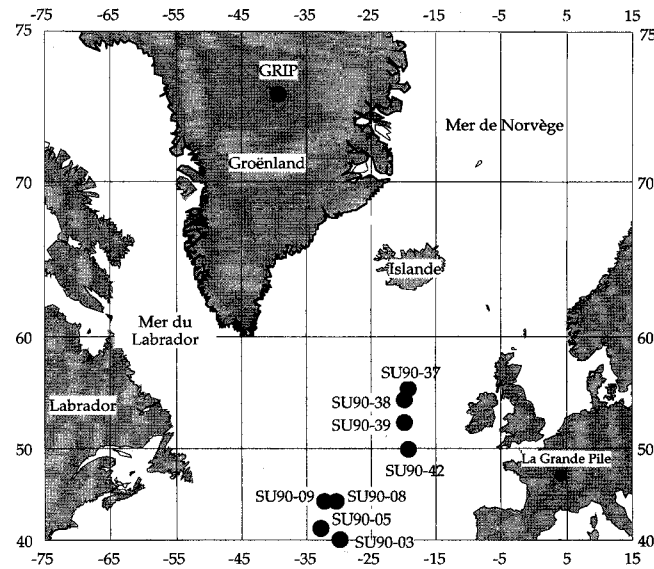 -75 -65 -55 -45 -35 -25 -15 -5 5 15
75 75
GRIP
Mer de Norvège
Groënland
70 70
Islande
Mer du
Labrador
60 60
SU90-37
SU90-38
Labrador
SU90-39
50 50
La Grande Pile
SU90-42
SU90-09 SU90-08
SU90-05
SU90-03
40 40
-75 -65 -55 -45 -35 -25 -15 -5 5 15